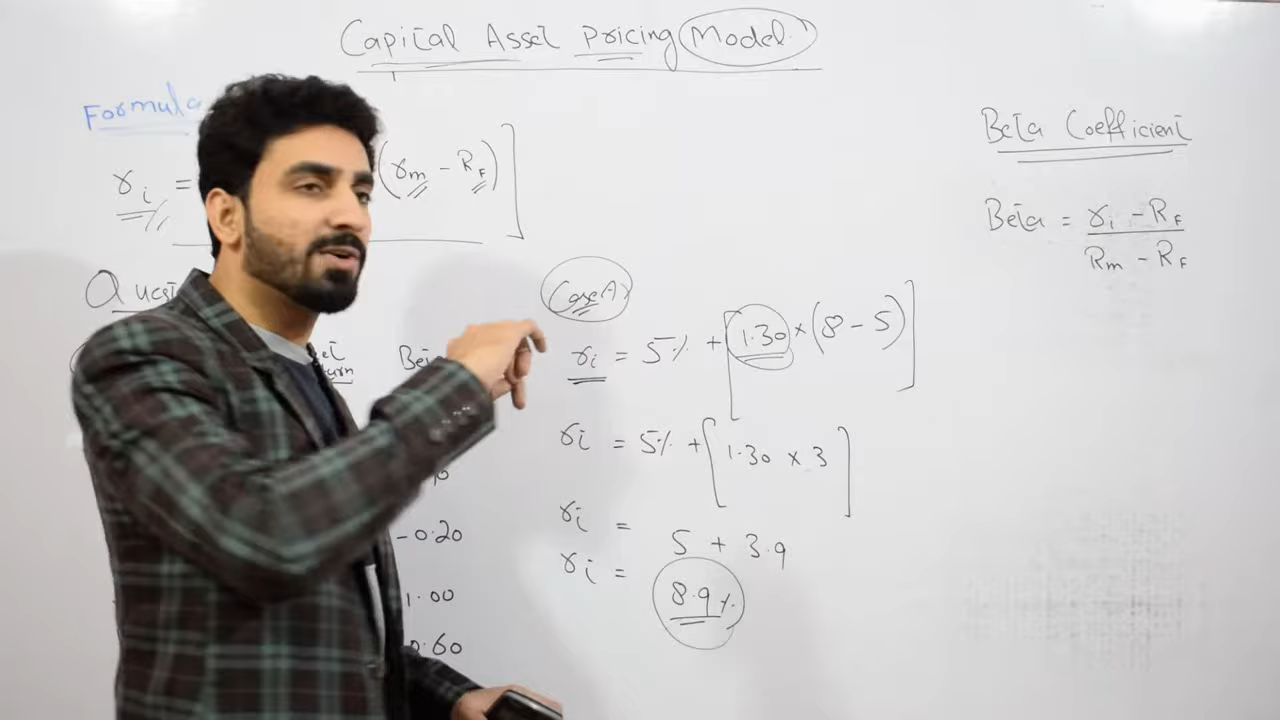 Capital Asset Pricing Model
Formula
ri = (rm - RF)]
Beta Coefficient
Beta = ri - RF
Rm - RF
Case A
ri = 5% + [1.30 × (8 - 5)]
ri = 5% + [1.30 × 3]
ri = 5 + 3.9
ri = 8.9%
-0.20
1.00
0.60